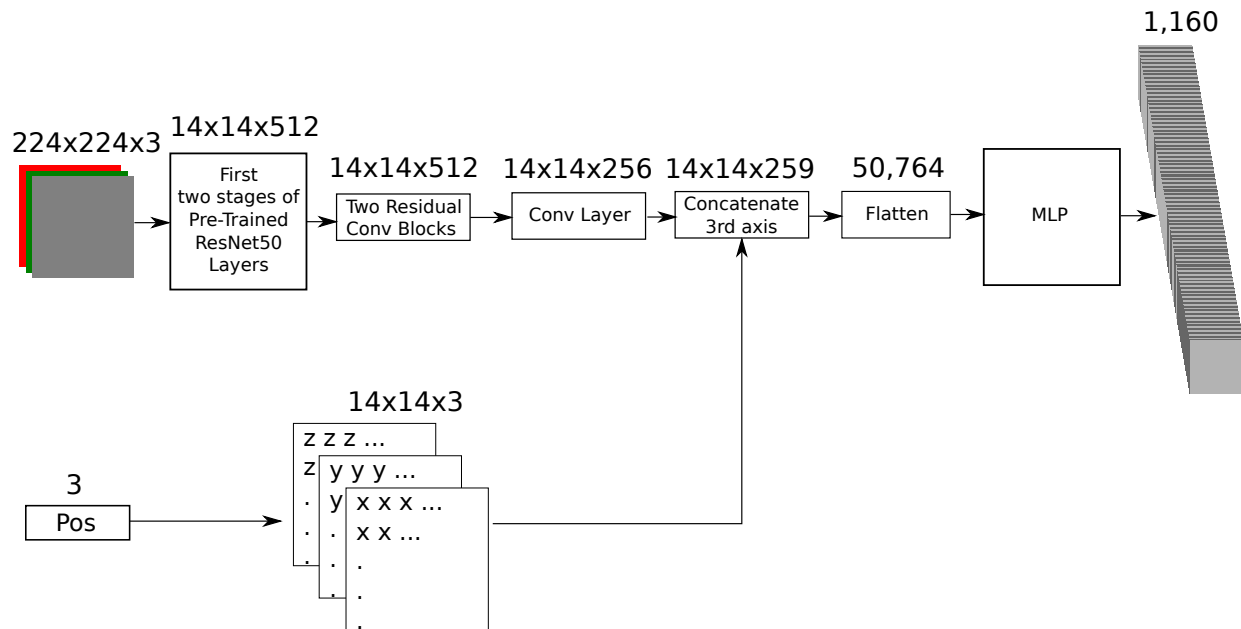 1,160
224x224x3
14x14x512
First
two stages of
Pre-Trained
ResNet50
Layers
14x14x512
Two Residual
Conv Blocks
14x14x256
Conv Layer
14x14x259
Concatenate
3rd axis
50,764
Flatten
MLP
14x14x3
z z z ...
z
.
.
.
y y y ...
y
.
.
.
x x x ...
x x ...
.
.
.
3
Pos